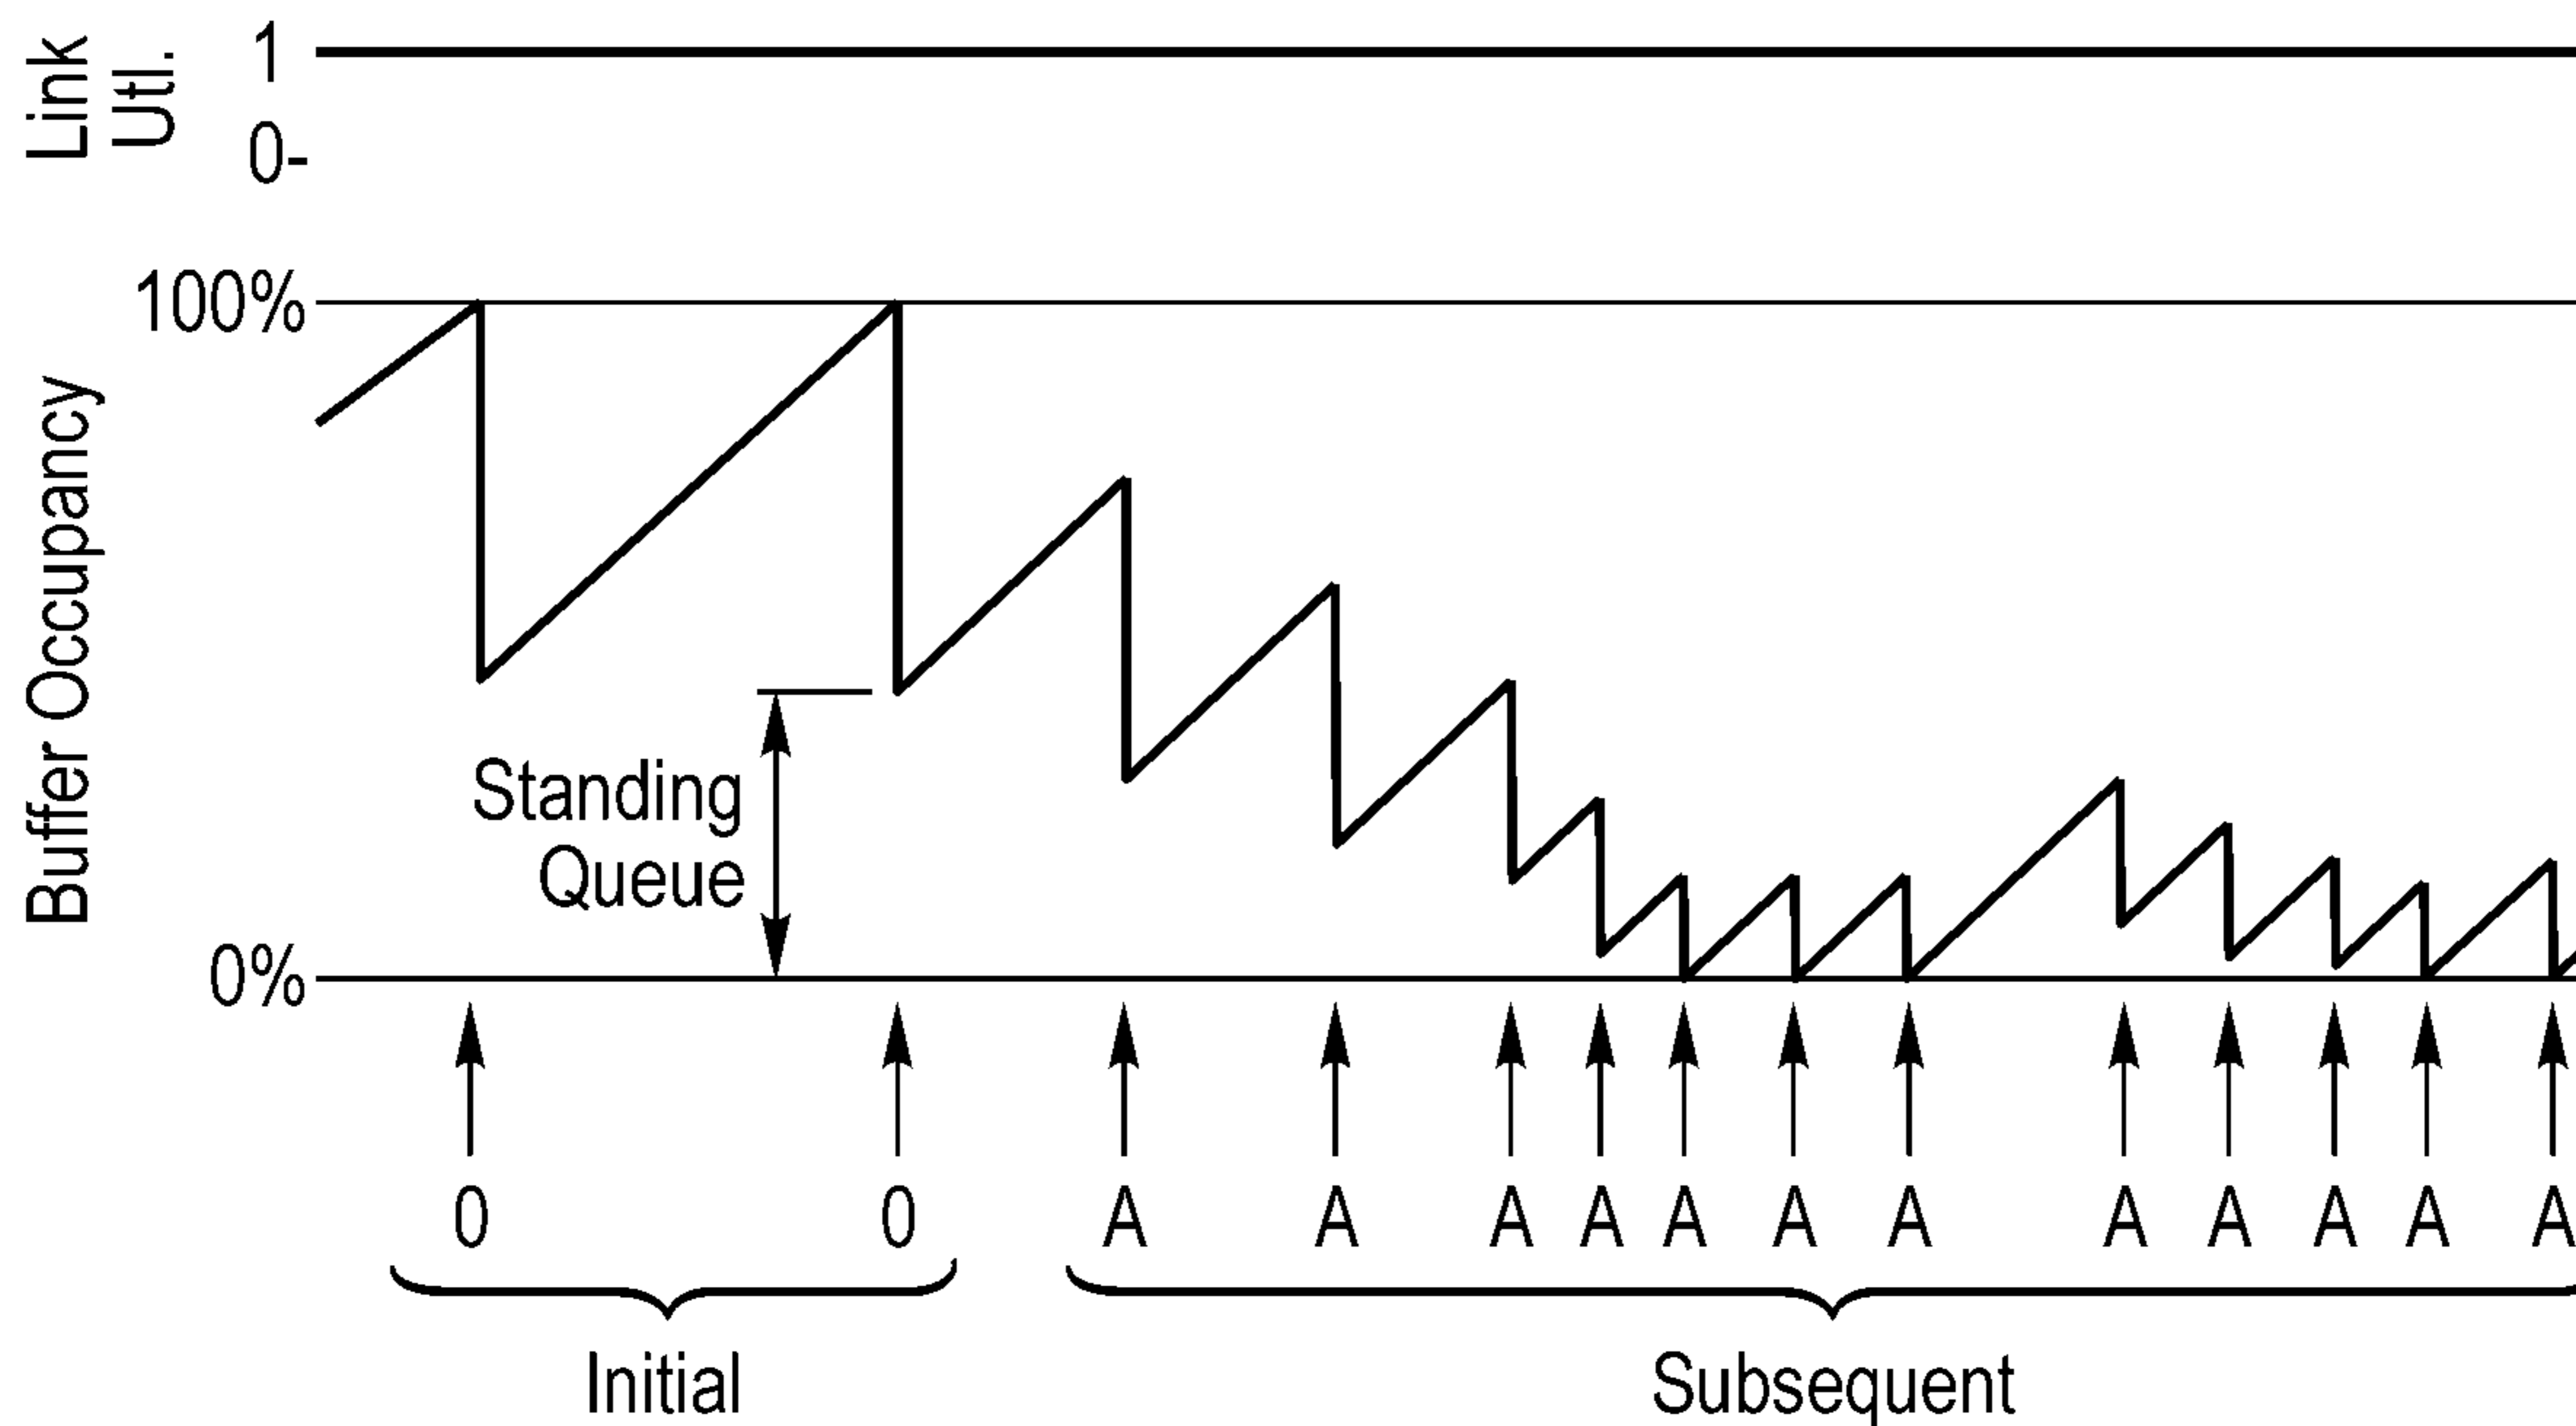 Link
Utl.
1
0-
100%
Buffer Occupancy
Standing
Queue
0%
0 0 A A A A A A A A A A A A
Initial
Subsequent